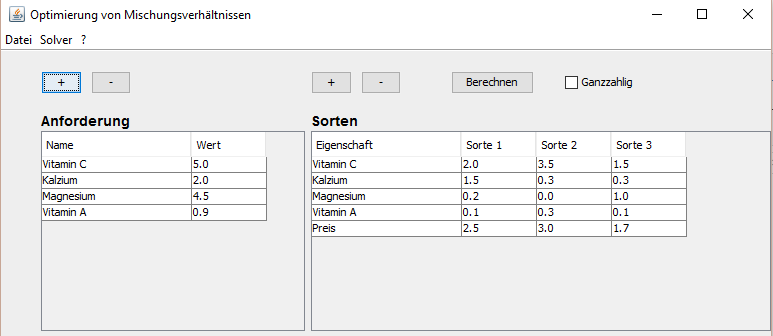 Optimierung von Mischungsverhältnissen
Datei Solver ?
+ - + - Berechnen Ganzzahlig
Anforderung Sorten
Name Wert Eigenschaft Sorte 1 Sorte 2 Sorte 3
Vitamin C 5.0 Vitamin C 2.0 3.5 1.5
Kalzium 2.0 Kalzium 1.5 0.3 0.3
Magnesium 4.5 Magnesium 0.2 0.0 1.0
Vitamin A 0.9 Vitamin A 0.1 0.3 0.1
Preis 2.5 3.0 1.7